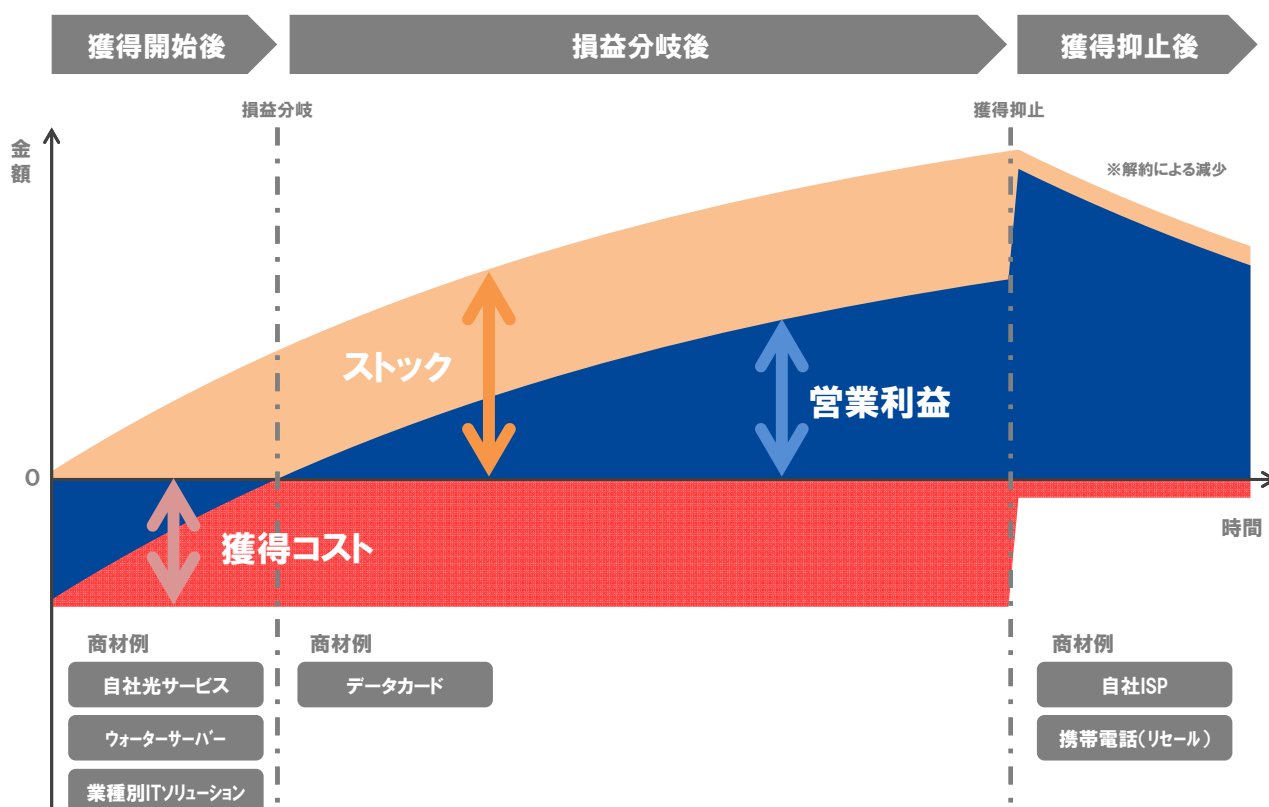 獲得開始後
損益分岐後
獲得抑止後
損益分岐
獲得抑止
金額
※解約による減少
ストック
営業利益
0
時間
獲得コスト
商材例
商材例
商材例
自社光サービス
データカード
自社ISP
ウォーターサーバー
携帯電話(リセール)
業種別ITソリューション